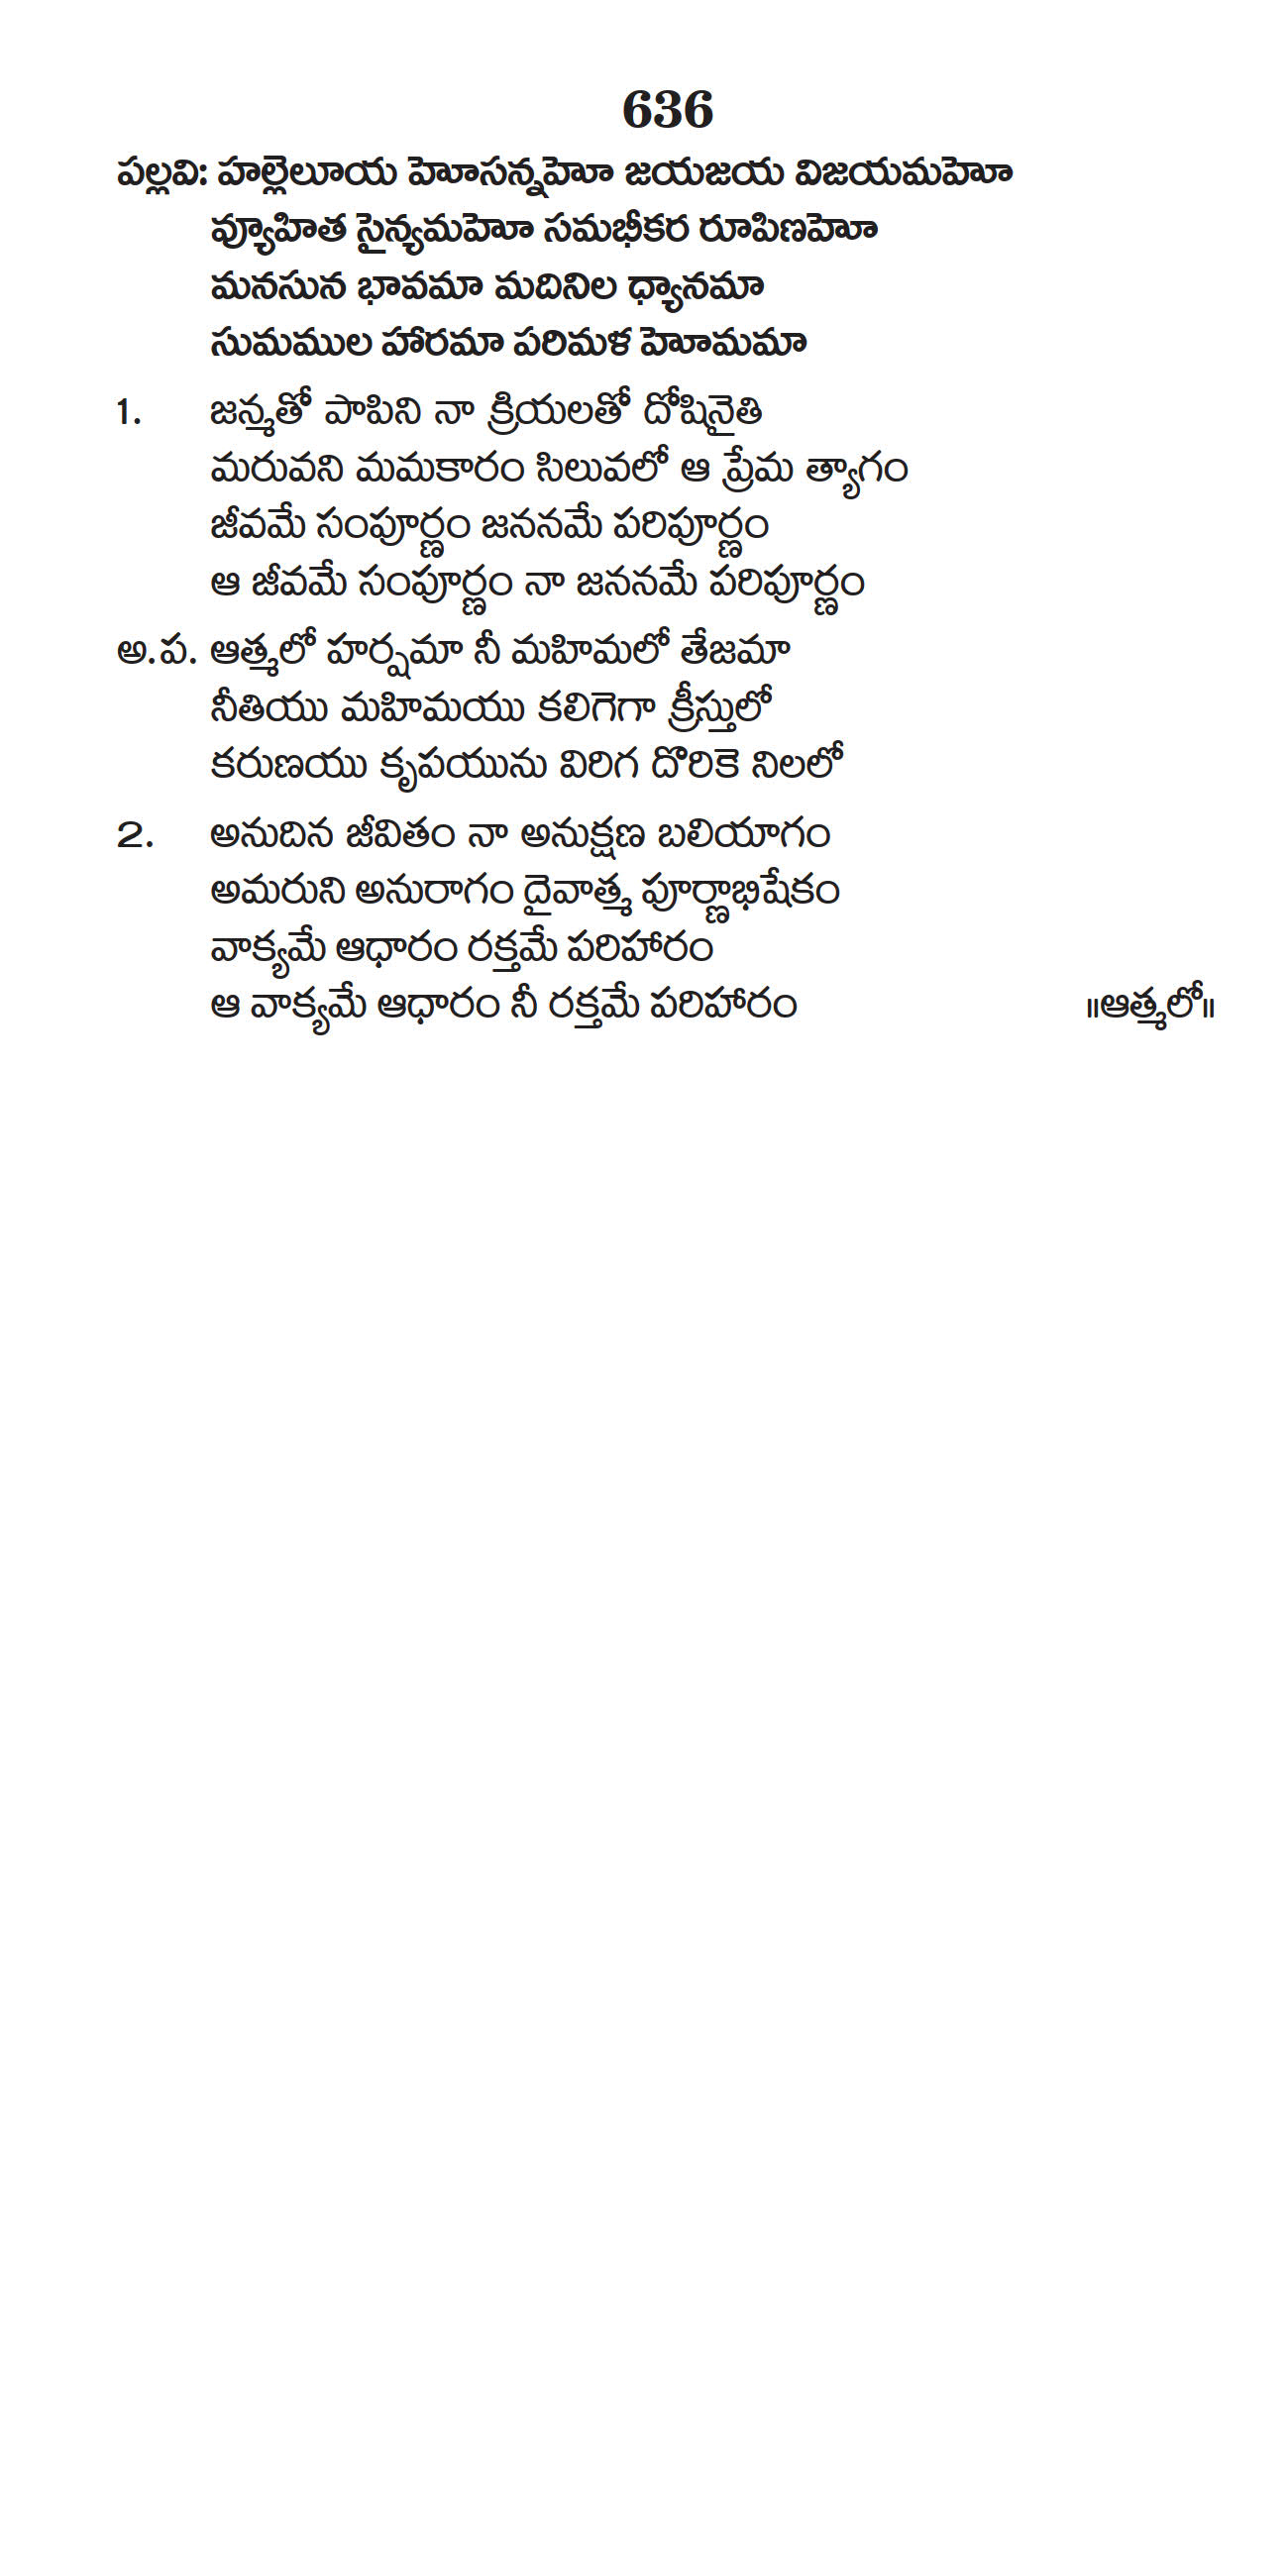 636
పల్లవి: హల్లెలూయ హెూసన్నహెూ జయజయ విజయమహెూ
వ్యూహిత సైన్యమహెూ సమభీకర రూపిణహెూ
మనసున భావమా మదినిల ధ్యానమా
సుమముల హారమా పరిమళ హెూమమా
1. జన్మతో పాపిని నా క్రియలతో దోషినైతి
మరువని మమకారం సిలువలో ఆ ప్రేమ త్యాగం
జీవమే సంపూర్ణం జననమే పరిపూర్ణం
ఆ జీవమే సంపూర్ణం నా జననమే పరిపూర్ణం
అ.ప. ఆత్మలో హర్షమా నీ మహిమలో తేజమా
నీతియు మహిమయు కలిగెగా క్రీస్తులో
కరుణయు కృపయును విరిగ దొరికె నిలలో
2. అనుదిన జీవితం నా అనుక్షణ బలియాగం
అమరుని అనురాగం దైవాత్మ పూర్ణాభిషేకం
వాక్యమే ఆధారం రక్తమే పరిహారం
ఆ వాక్యమే ఆధారం నీ రక్తమే పరిహారం ॥ఆత్మలో॥